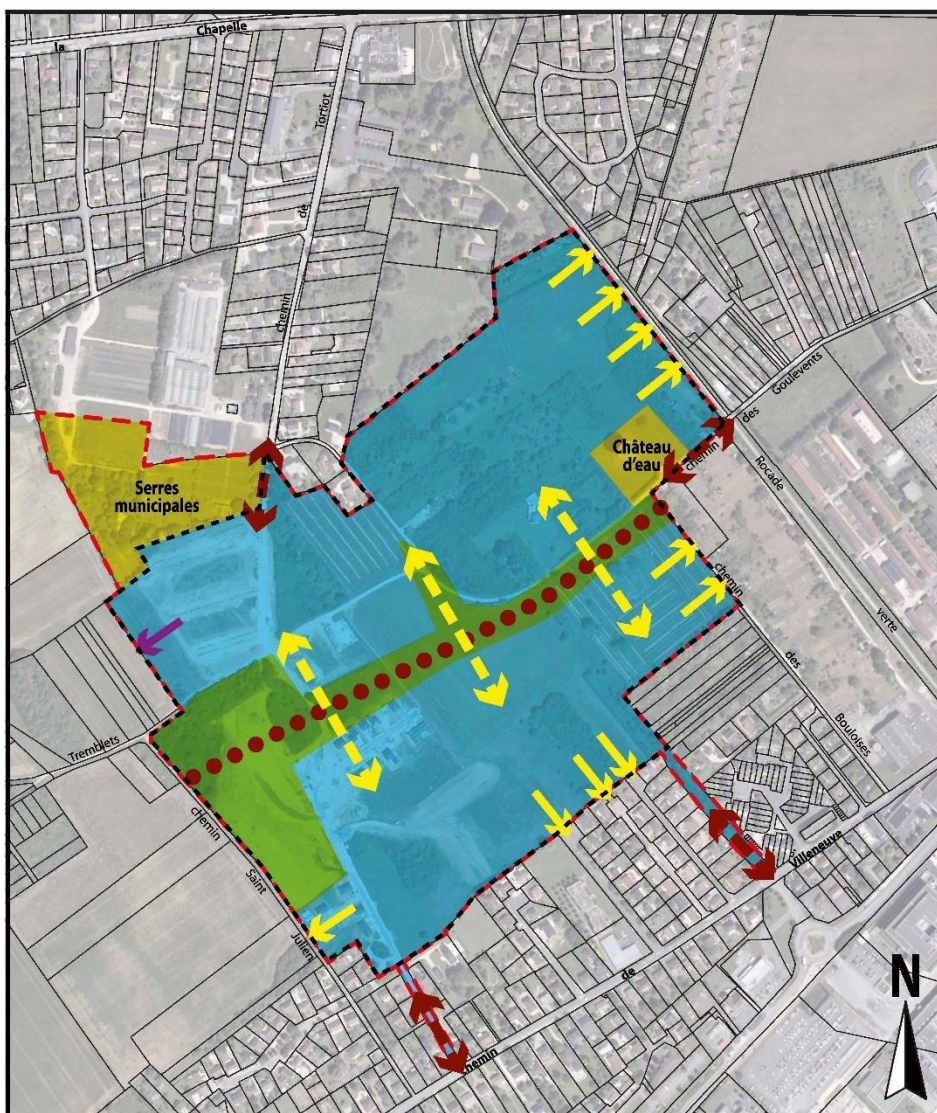 la
Chapelle
chemin
de
Tortiot
Serres
municipales
Château
d'eau
chemin
des
Goulevents
Rocade
verte
chemin
des
Bouloises
Tremblets
chemin
Saint
Julien
chemin
de
Villeneuve
N